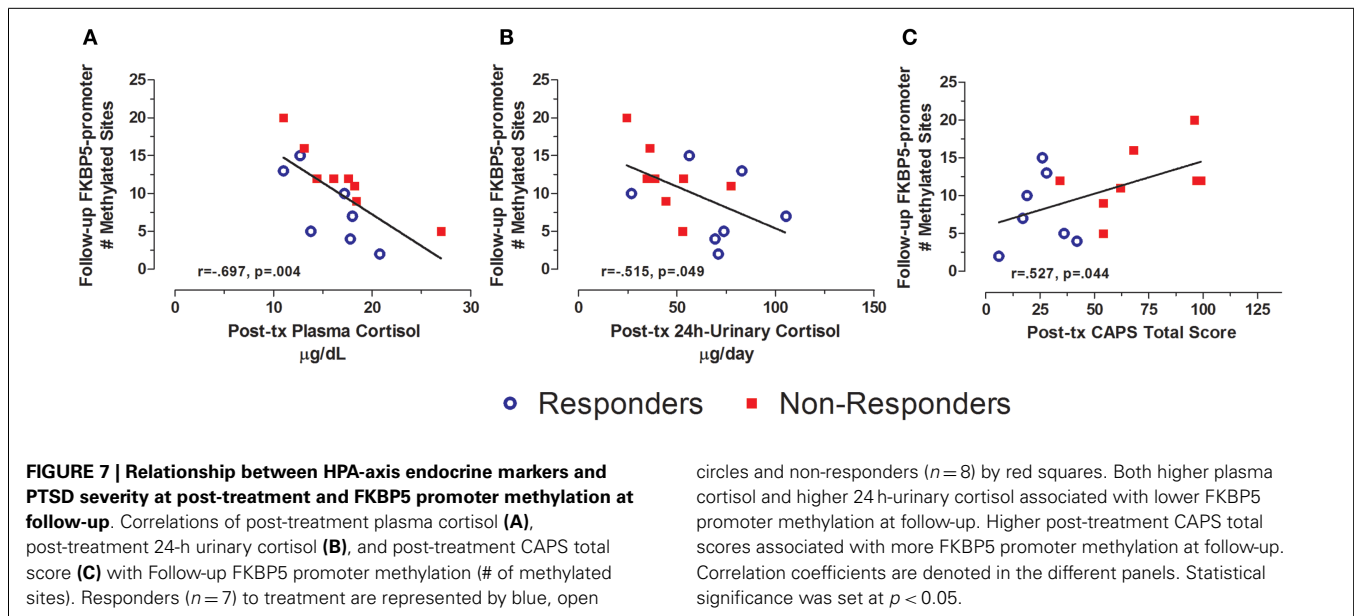 A
Follow-up FKBP5-promoter
# Methylated Sites
25
20
15
10
5
0
r=-.697, p=.004
0
10
20
30
Post-tx Plasma Cortisol
μg/dL
B
Follow-up FKBP5-promoter
# Methylated Sites
25
20
15
10
5
0
r=-.515, p=.049
0
50
100
150
Post-tx 24h-Urinary Cortisol
μg/day
C
Follow-up FKBP5-promoter
# Methylated Sites
25
20
15
10
5
0
r=.527, p=.044
0
25
50
75
100
125
Post-tx CAPS Total Score
Responders
Non-Responders
FIGURE 7 | Relationship between HPA-axis endocrine markers and
PTSD severity at post-treatment and FKBP5 promoter methylation at
follow-up. Correlations of post-treatment plasma cortisol (A),
post-treatment 24-h urinary cortisol (B), and post-treatment CAPS total
score (C) with Follow-up FKBP5 promoter methylation (# of methylated
sites). Responders (n = 7) to treatment are represented by blue, open
circles and non-responders (n = 8) by red squares. Both higher plasma
cortisol and higher 24 h-urinary cortisol associated with lower FKBP5
promoter methylation at follow-up. Higher post-treatment CAPS total
scores associated with more FKBP5 promoter methylation at follow-up.
Correlation coefficients are denoted in the different panels. Statistical
significance was set at p < 0.05.